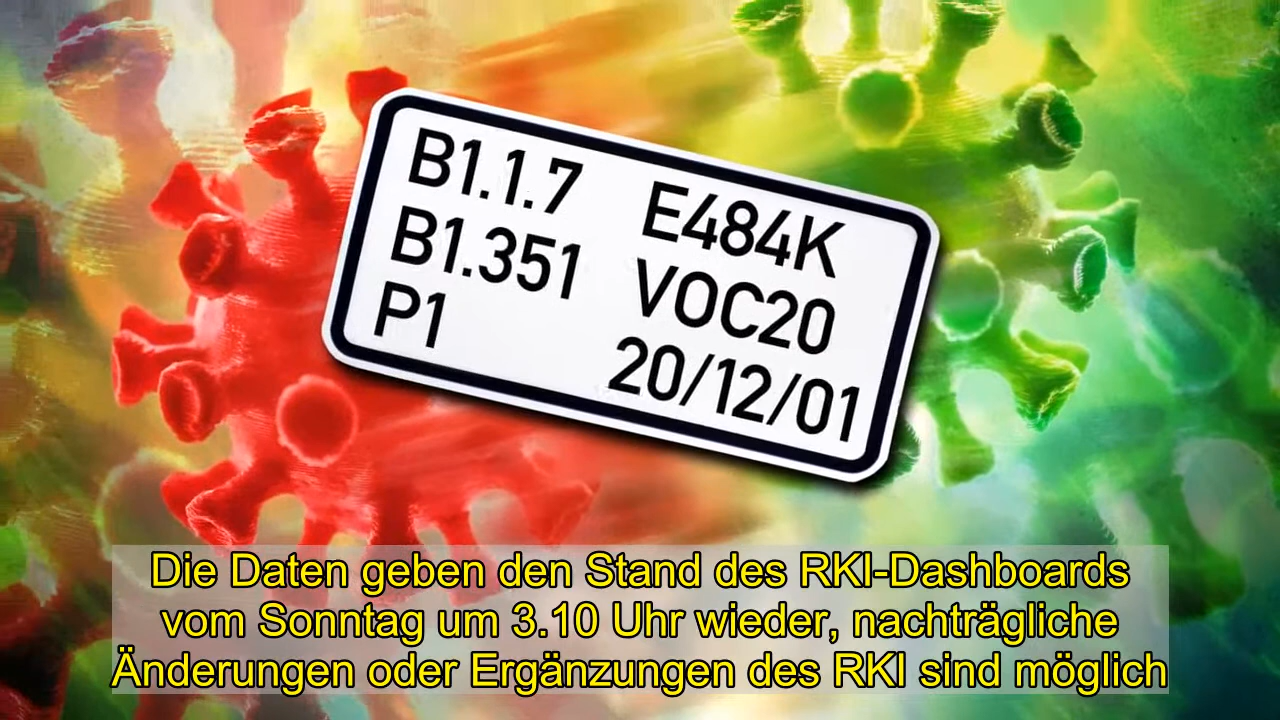 B1.1.7 E484K
B1.351 VOC20
P1 20/12/01
Die Daten geben den Stand des RKI-Dashboards
vom Sonntag um 3.10 Uhr wieder, nachträgliche
Änderungen oder Ergänzungen des RKI sind möglich